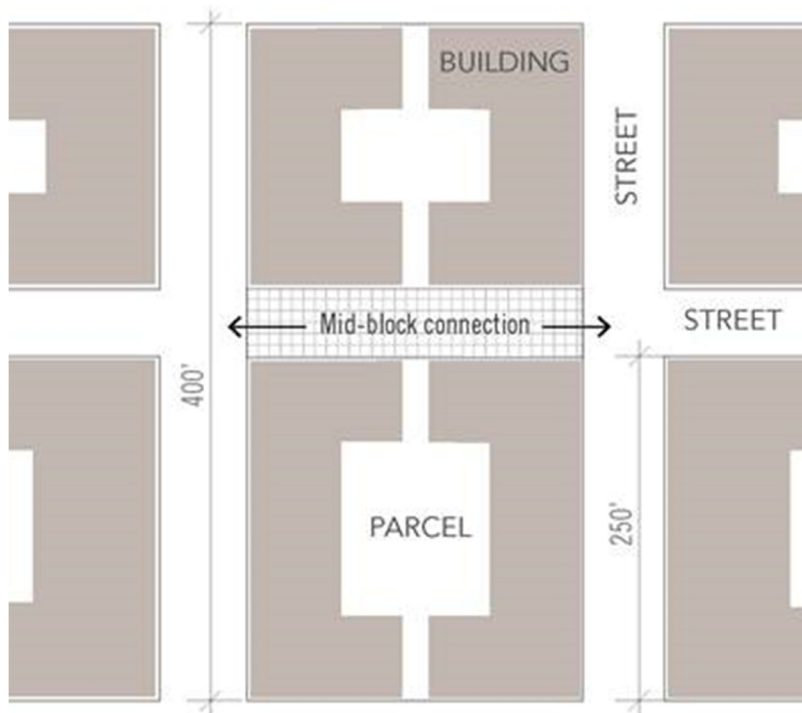 BUILDING
STREET
Mid-block connection
STREET
400'
PARCEL
250'